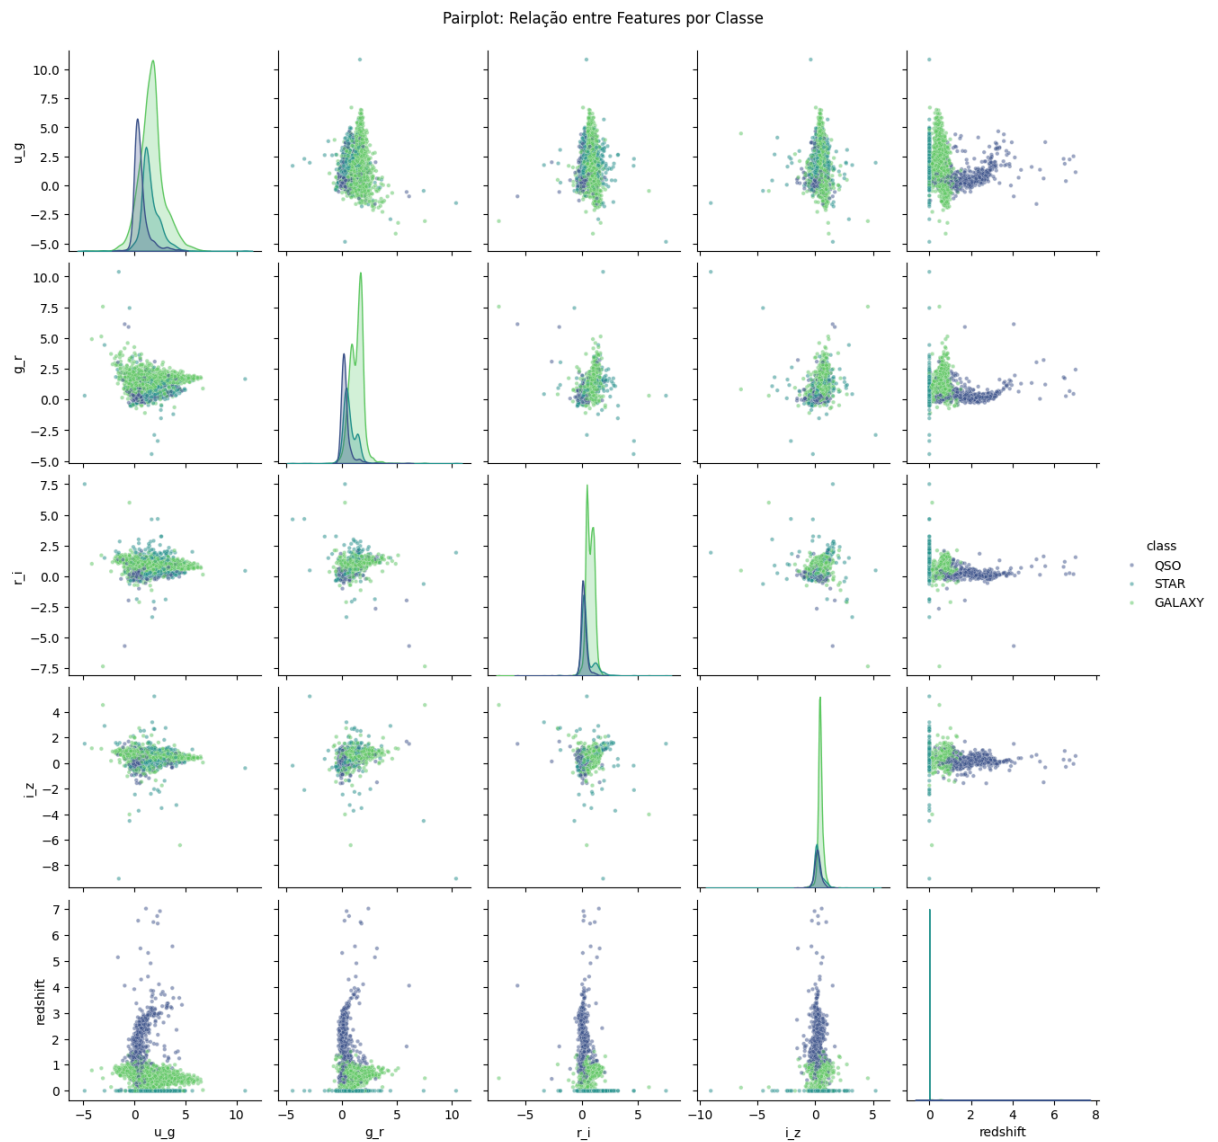 Pairplot: Relação entre Features por Classe
10.0
7.5
5.0
2.5
0.0
−2.5
−5.0
u_g
−5 0 5 10
−5 0 5 10
−5 0 5
−10 −5 0 5
0 2 4 6 8
10.0
7.5
5.0
2.5
0.0
−2.5
−5.0
g_r
7.5
5.0
2.5
0.0
−2.5
−5.0
−7.5
r_i
class
QSO
STAR
GALAXY
4
2
0
−2
−4
−6
−8
i_z
7
6
5
4
3
2
1
0
redshift
u_g
g_r
r_i
i_z
redshift